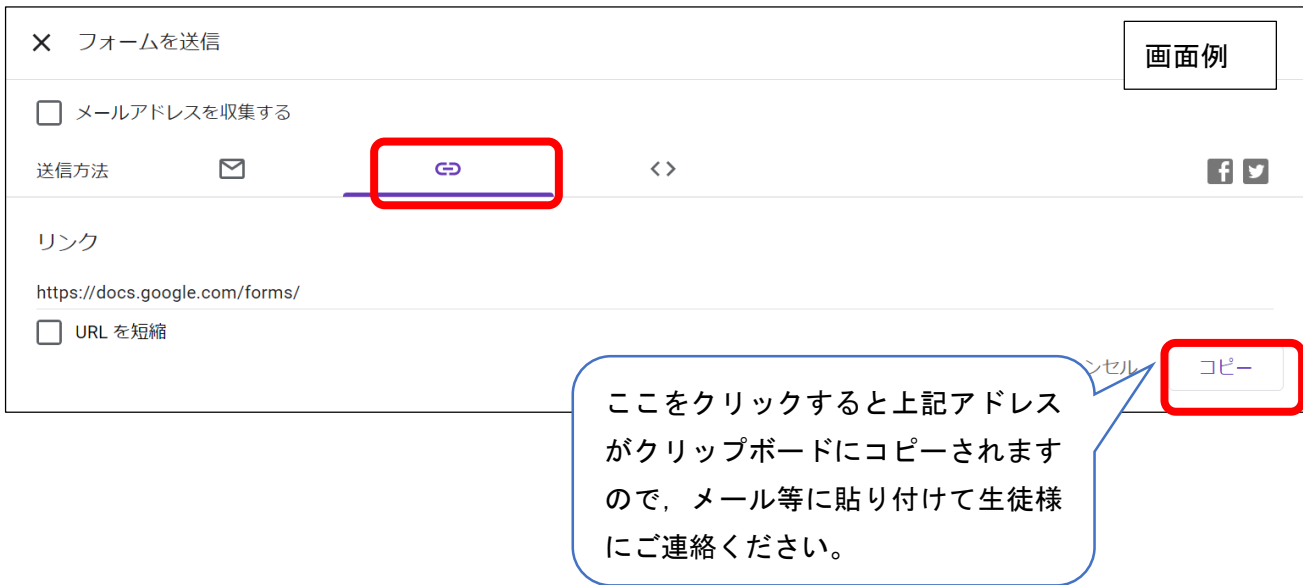 フォームを送信
画面例
メールアドレスを収集する
送信方法
リンク
https://docs.google.com/forms/
URL を短縮
ンセル
コピー
ここをクリックすると上記アドレス
がクリップボードにコピーされます
ので，メール等に貼り付けて生徒様
にご連絡ください。